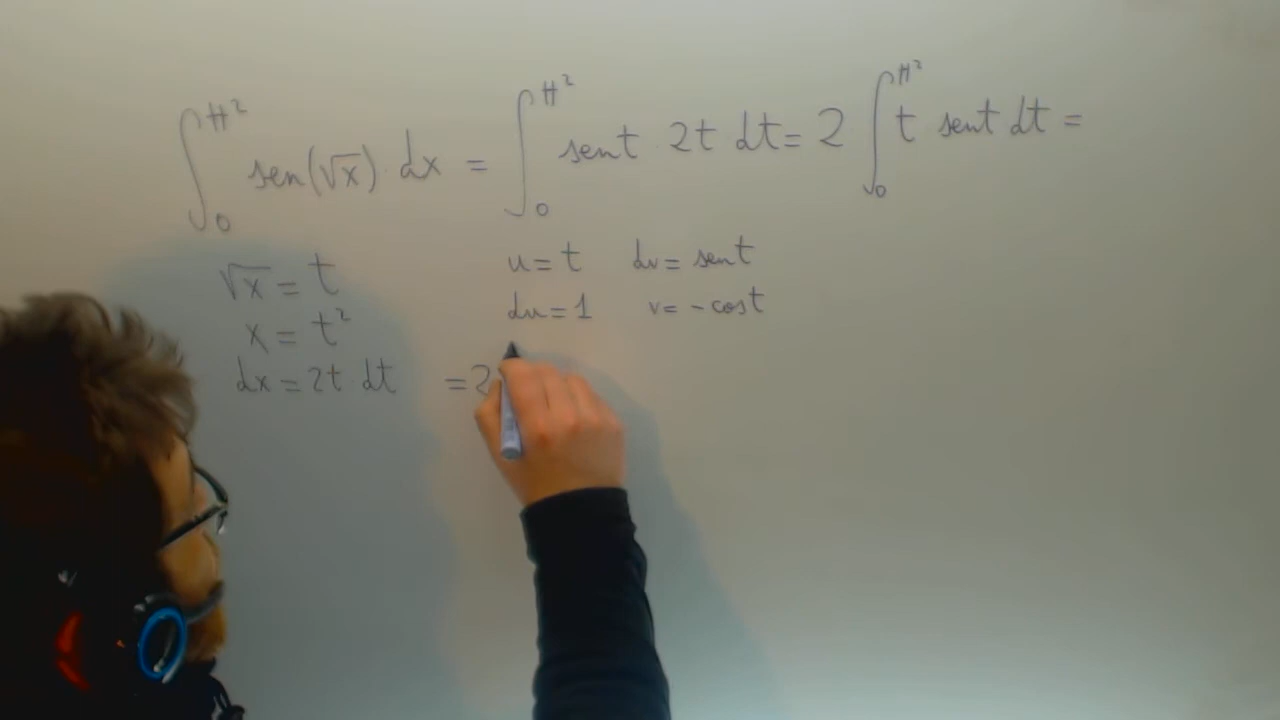 ∫₀^π² sen(√x) · dx = ∫₀^π² sent · 2t dt = 2 ∫₀^π² t sent dt =
√x = t
x = t²
dx = 2t dt
u = t dv = sent
du = 1 v = -cost
= 2